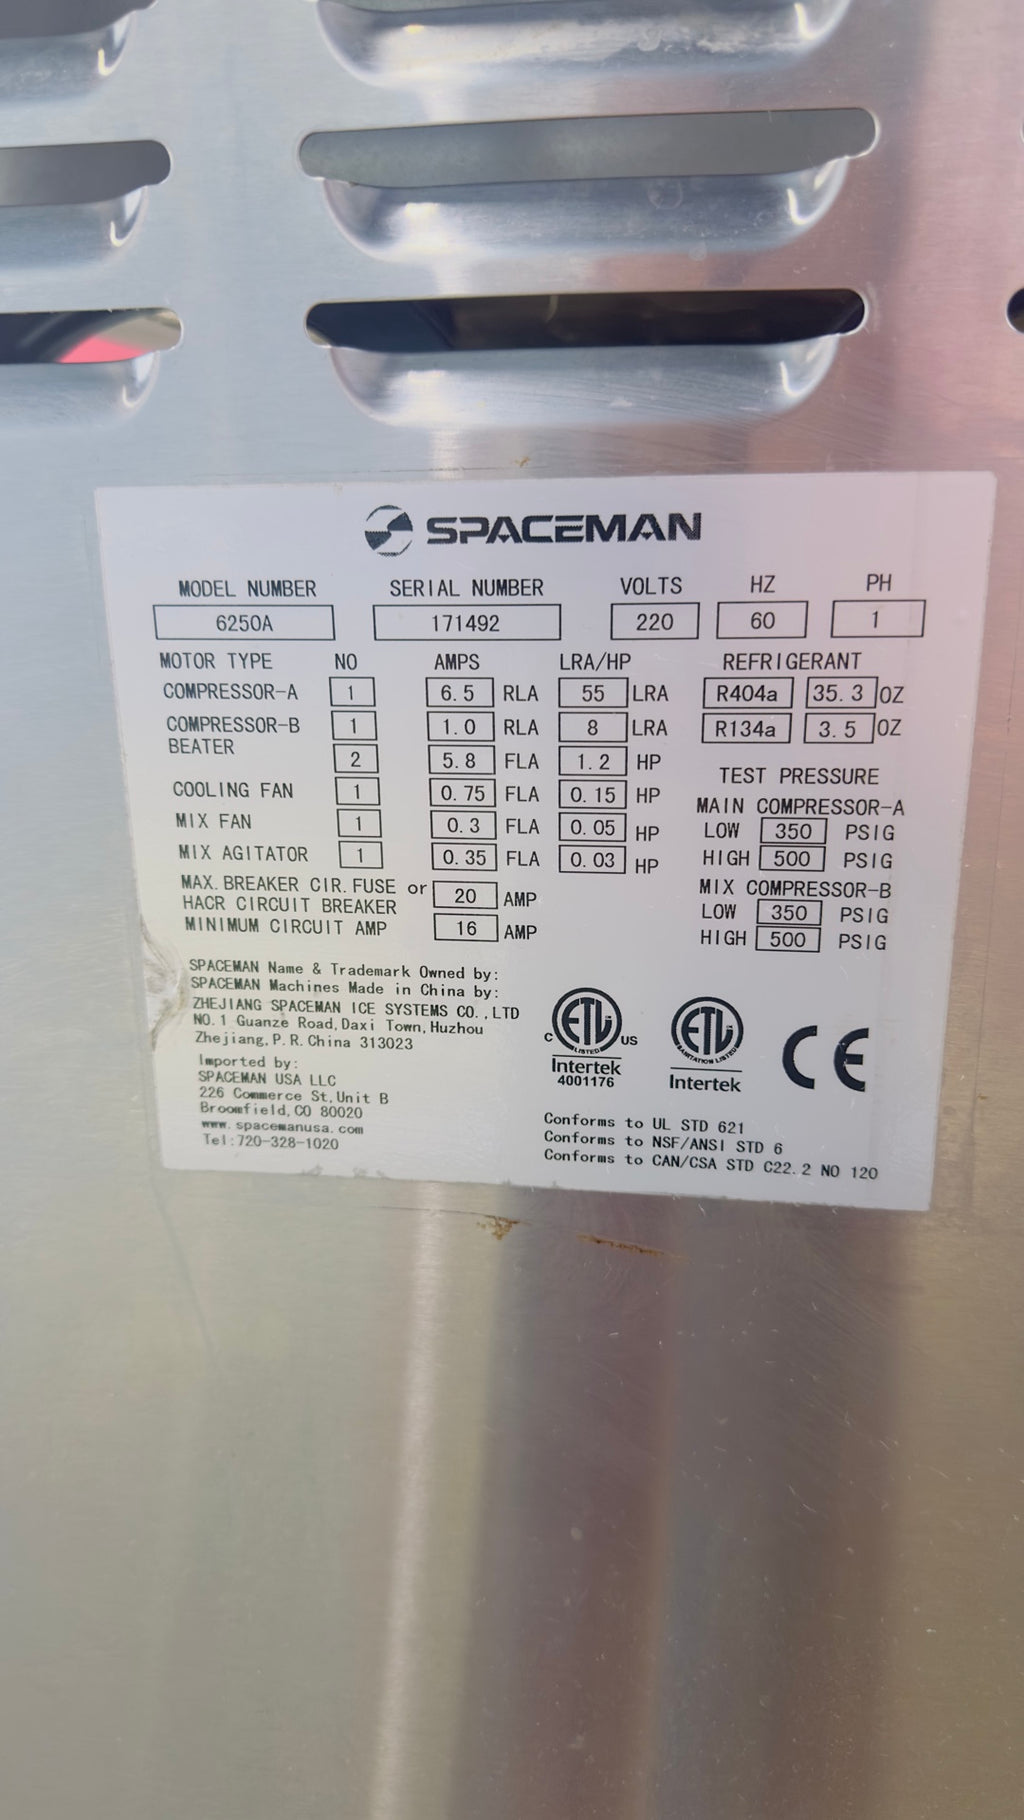 SPACEMAN
MODEL NUMBER SERIAL NUMBER VOLTS HZ PH
6250A 171492 220 60 1
MOTOR TYPE NO AMPS LRA/HP REFRIGERANT
COMPRESSOR-A 1 6.5 RLA 55 LRA R404a 35.3 OZ
COMPRESSOR-B 1 1.0 RLA 8 LRA R134a 3.5 OZ
BEATER 2 5.8 FLA 1.2 HP
TEST PRESSURE
COOLING FAN 1 0.75 FLA 0.15 HP
MAIN COMPRESSOR-A
MIX FAN 1 0.3 FLA 0.05 HP
LOW 350 PSIG
MIX AGITATOR 1 0.35 FLA 0.03 HP
HIGH 500 PSIG
MAX. BREAKER CIR. FUSE or
HACR CIRCUIT BREAKER 20 AMP
MIX COMPRESSOR-B
LOW 350 PSIG
MINIMUM CIRCUIT AMP 16 AMP
HIGH 500 PSIG
SPACEMAN Name & Trademark Owned by:
SPACEMAN Machines Made in China by:
ZHEJIANG SPACEMAN ICE SYSTEMS CO.,LTD
NO.1 Guanze Road, Daxi Town, Huzhou
Zhejiang, P.R. China 313023
Imported by:
SPACEMAN USA LLC
226 Commerce St, Unit B
Broomfield, CO 80020
www.spacemanusa.com
Tel:720-328-1020
C ETL US
LISTED
Intertek
4001176
ETL
SANITATION LISTED
Intertek
CE
Conforms to UL STD 621
Conforms to NSF/ANSI STD 6
Conforms to CAN/CSA STD C22.2 NO 120